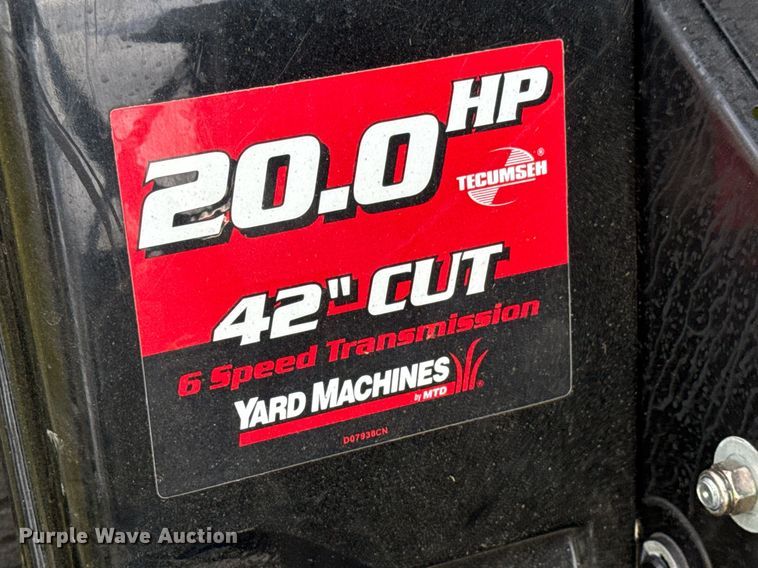 20.0 HP
TECUMSEH ®
42" CUT
6 Speed Transmission
YARD MACHINES ®
by MTD
D07938CN
Purple Wave Auction